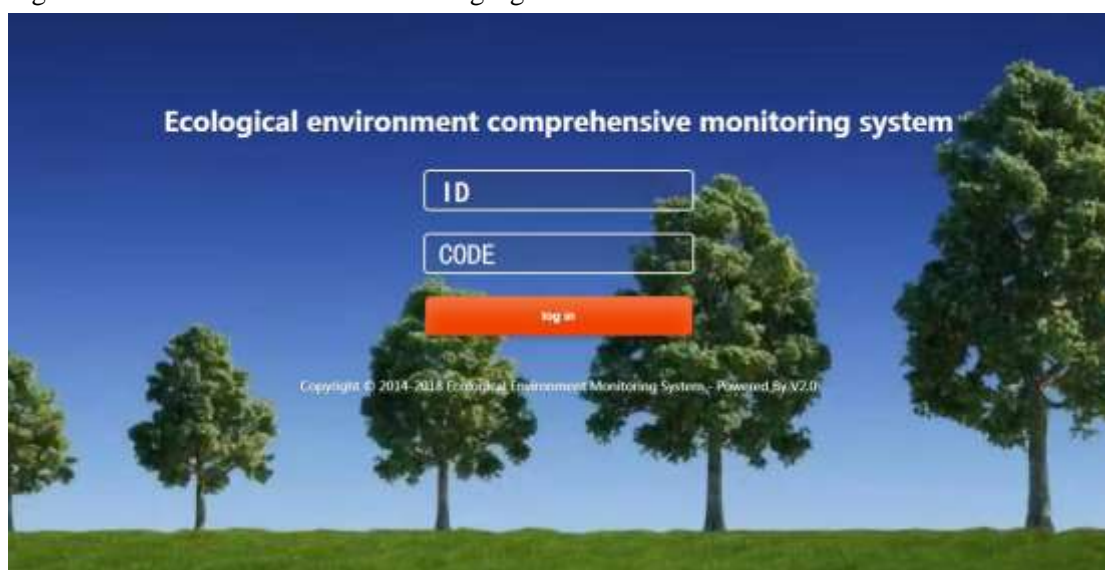 Ecological environment comprehensive monitoring system
ID
CODE
log in
Copyright © 2014-2018 Ecological Environment Monitoring System - Powered By V2.0